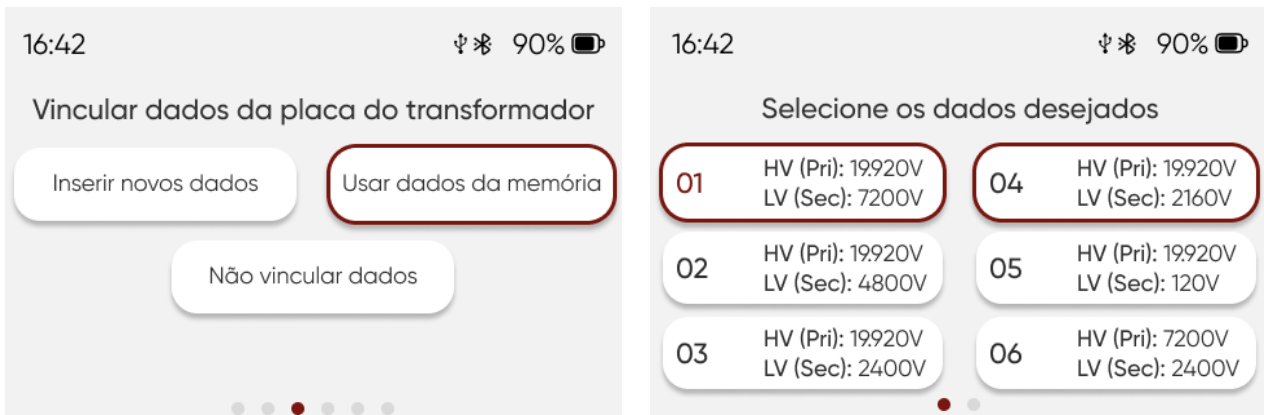 16:42
90%
Vincular dados da placa do transformador
Inserir novos dados
Usar dados da memória
Não vincular dados
16:42
90%
Selecione os dados desejados
01
HV (Pri): 19.920V
LV (Sec): 7200V
04
HV (Pri): 19.920V
LV (Sec): 2160V
02
HV (Pri): 19.920V
LV (Sec): 4800V
05
HV (Pri): 19.920V
LV (Sec): 120V
03
HV (Pri): 19.920V
LV (Sec): 2400V
06
HV (Pri): 7200V
LV (Sec): 2400V